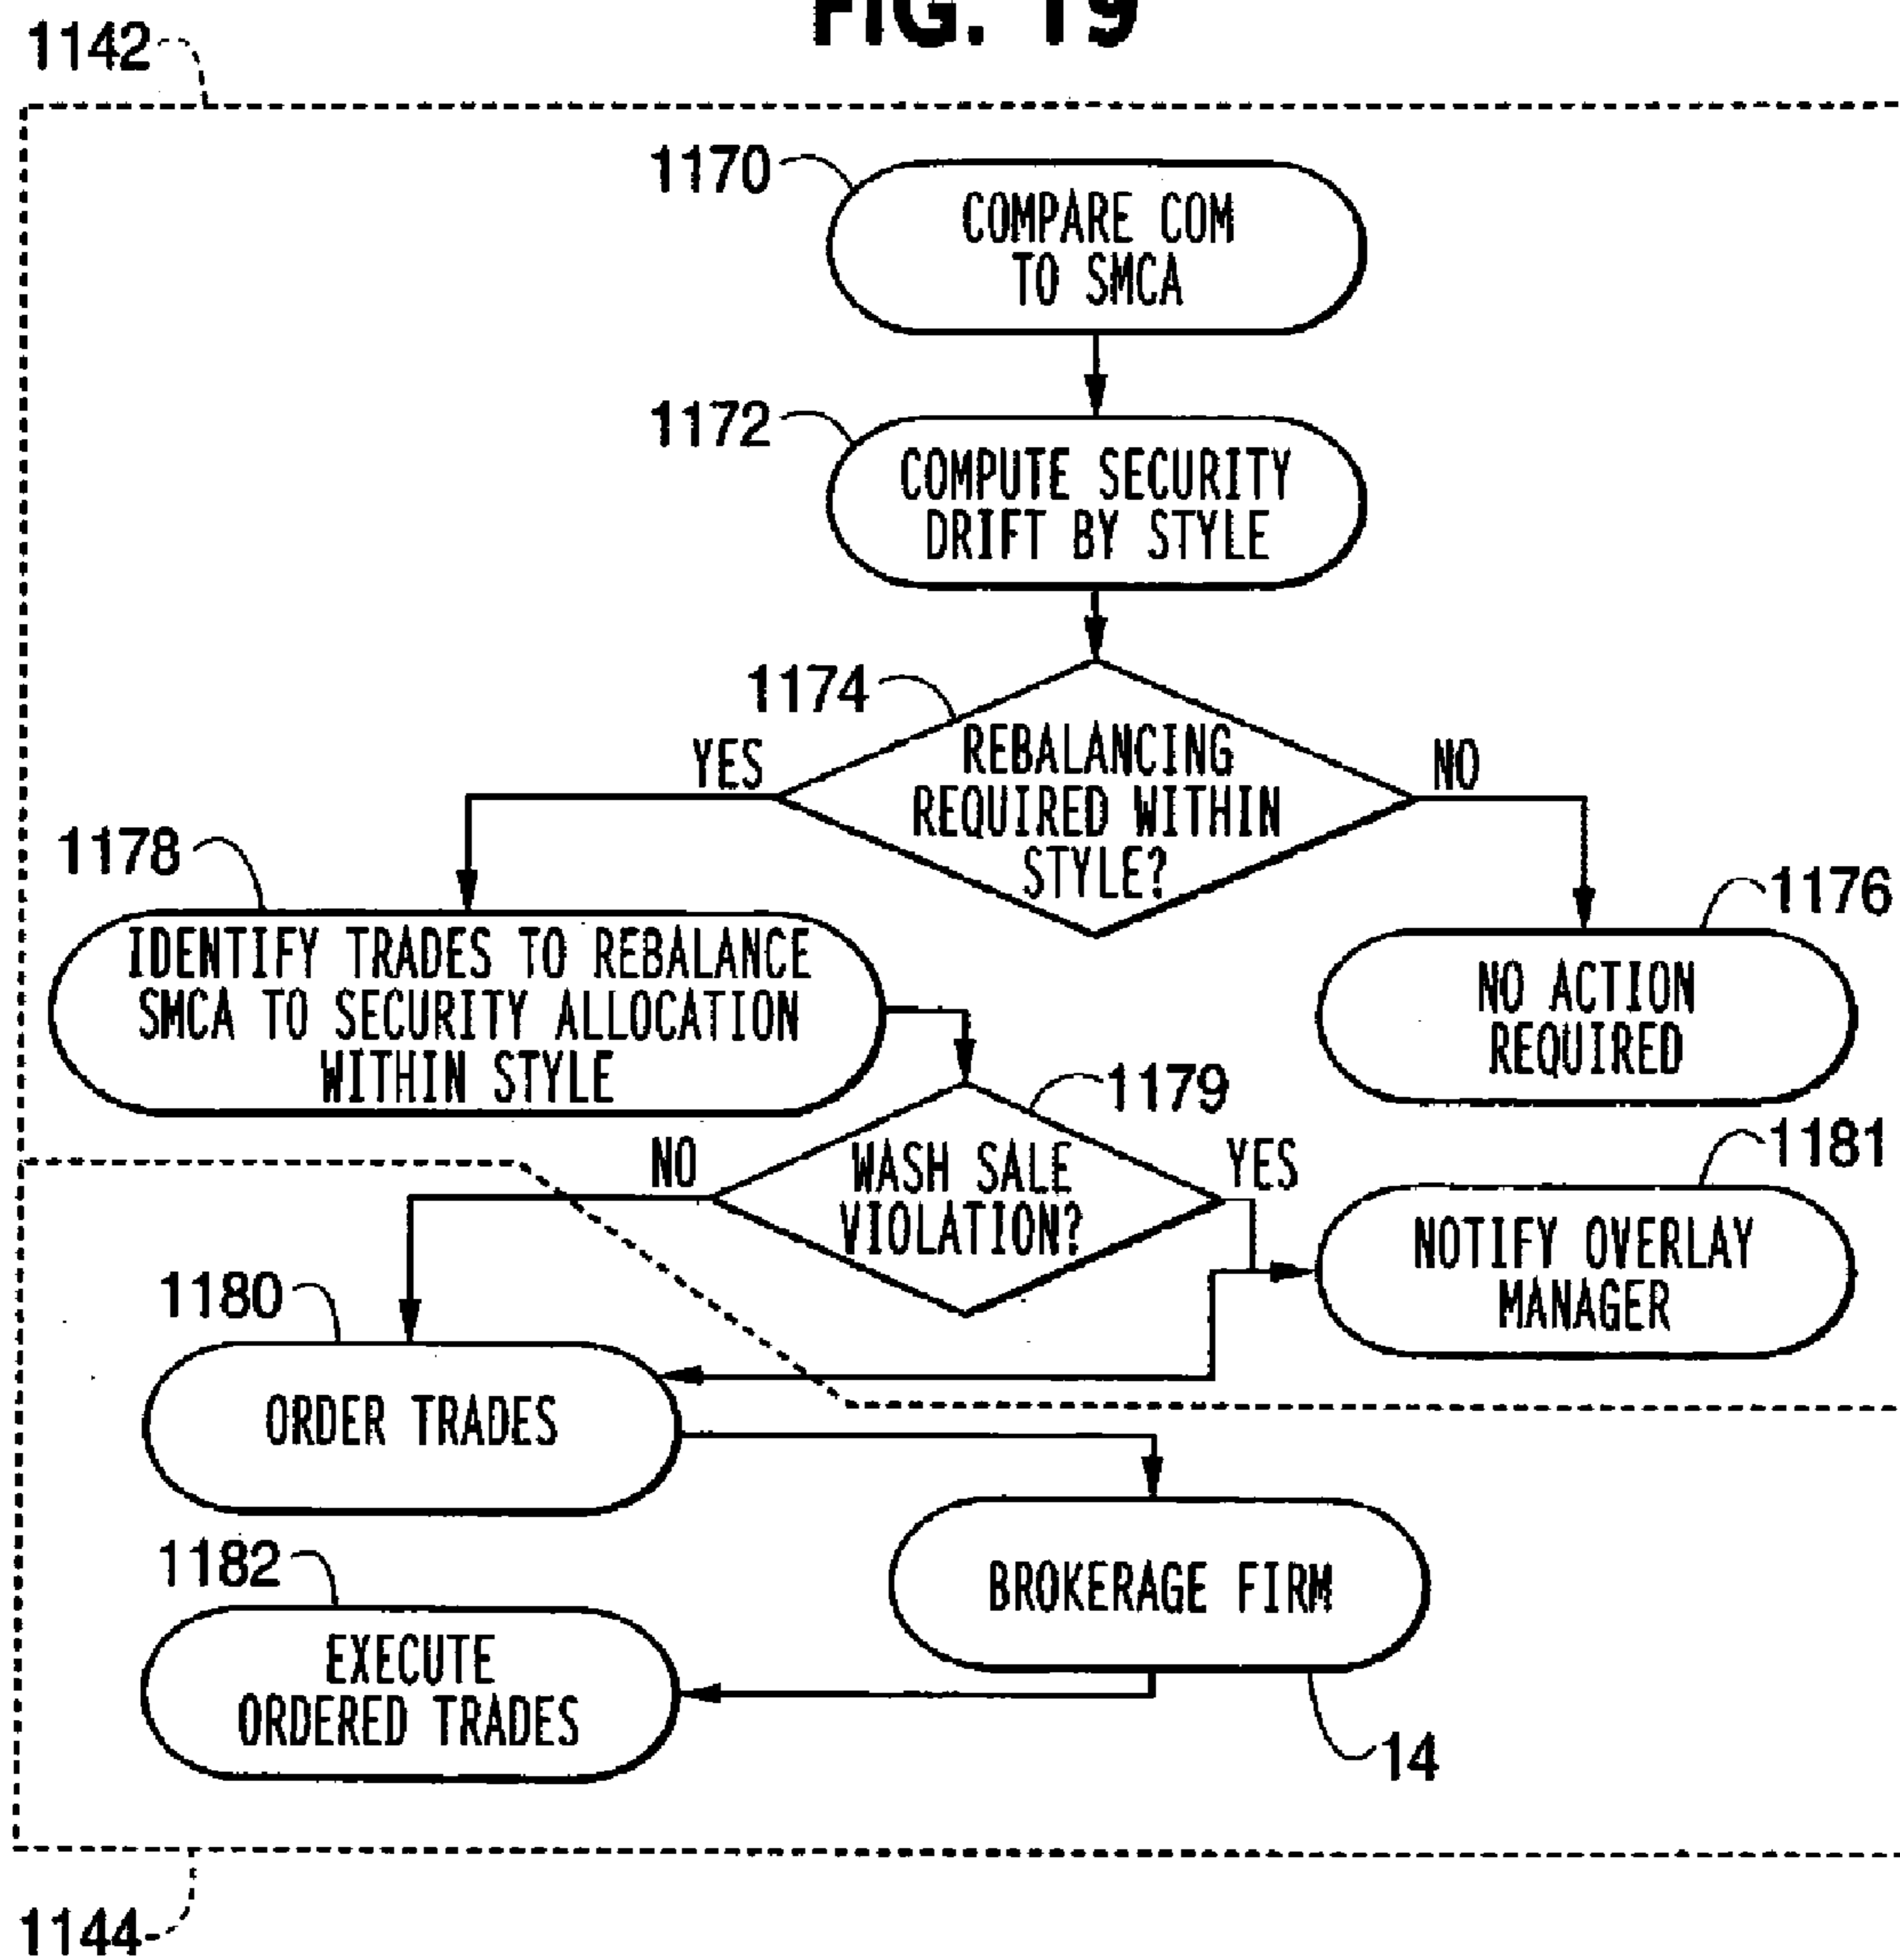 FIG. 19
1142
1170
COMPARE COM
TO SMCA
1172
COMPUTE SECURITY
DRIFT BY STYLE
1174
REBALANCING
REQUIRED WITHIN
STYLE?
YES
NO
1178
IDENTIFY TRADES TO REBALANCE
SMCA TO SECURITY ALLOCATION
WITHIN STYLE
1176
NO ACTION
REQUIRED
1179
WASH SALE
VIOLATION?
NO
YES
1181
NOTIFY OVERLAY
MANAGER
1180
ORDER TRADES
BROKERAGE FIRM
14
1182
EXECUTE
ORDERED TRADES
1144